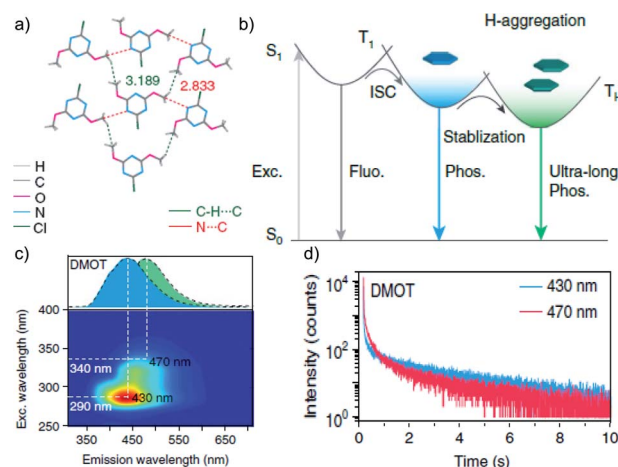 a)
3.189
2.833
H
C
O
N
Cl
C-H···C
N···C
b)
H-aggregation
S1
T1
ISC
TH
Stablization
Exc.
Fluo.
Phos.
Ultra-long
Phos.
S0
c)
DMOT
Exc. wavelength (nm)
400
350
300
250
340 nm
290 nm
470 nm
430 nm
350
450
550
650
Emission wavelength (nm)
d)
DMOT
430 nm
470 nm
Intensity (counts)
10^4
10^2
10^0
0
2
4
6
8
10
Time (s)